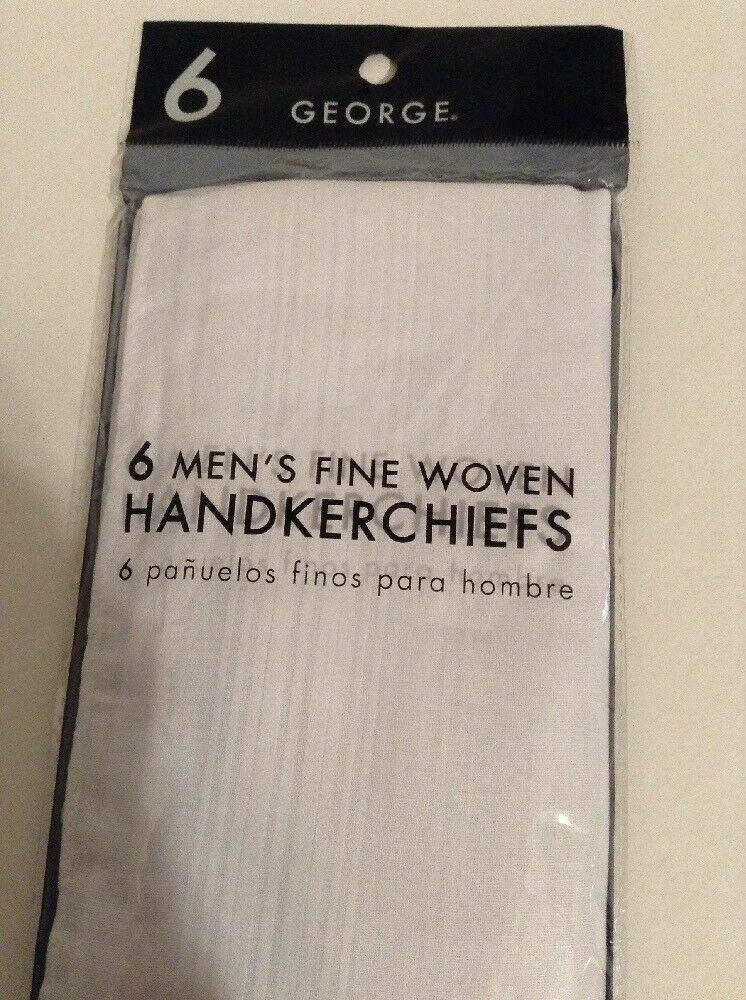 6
GEORGE®
6 MEN'S FINE WOVEN
HANDKERCHIEFS
6 pañuelos finos para hombre